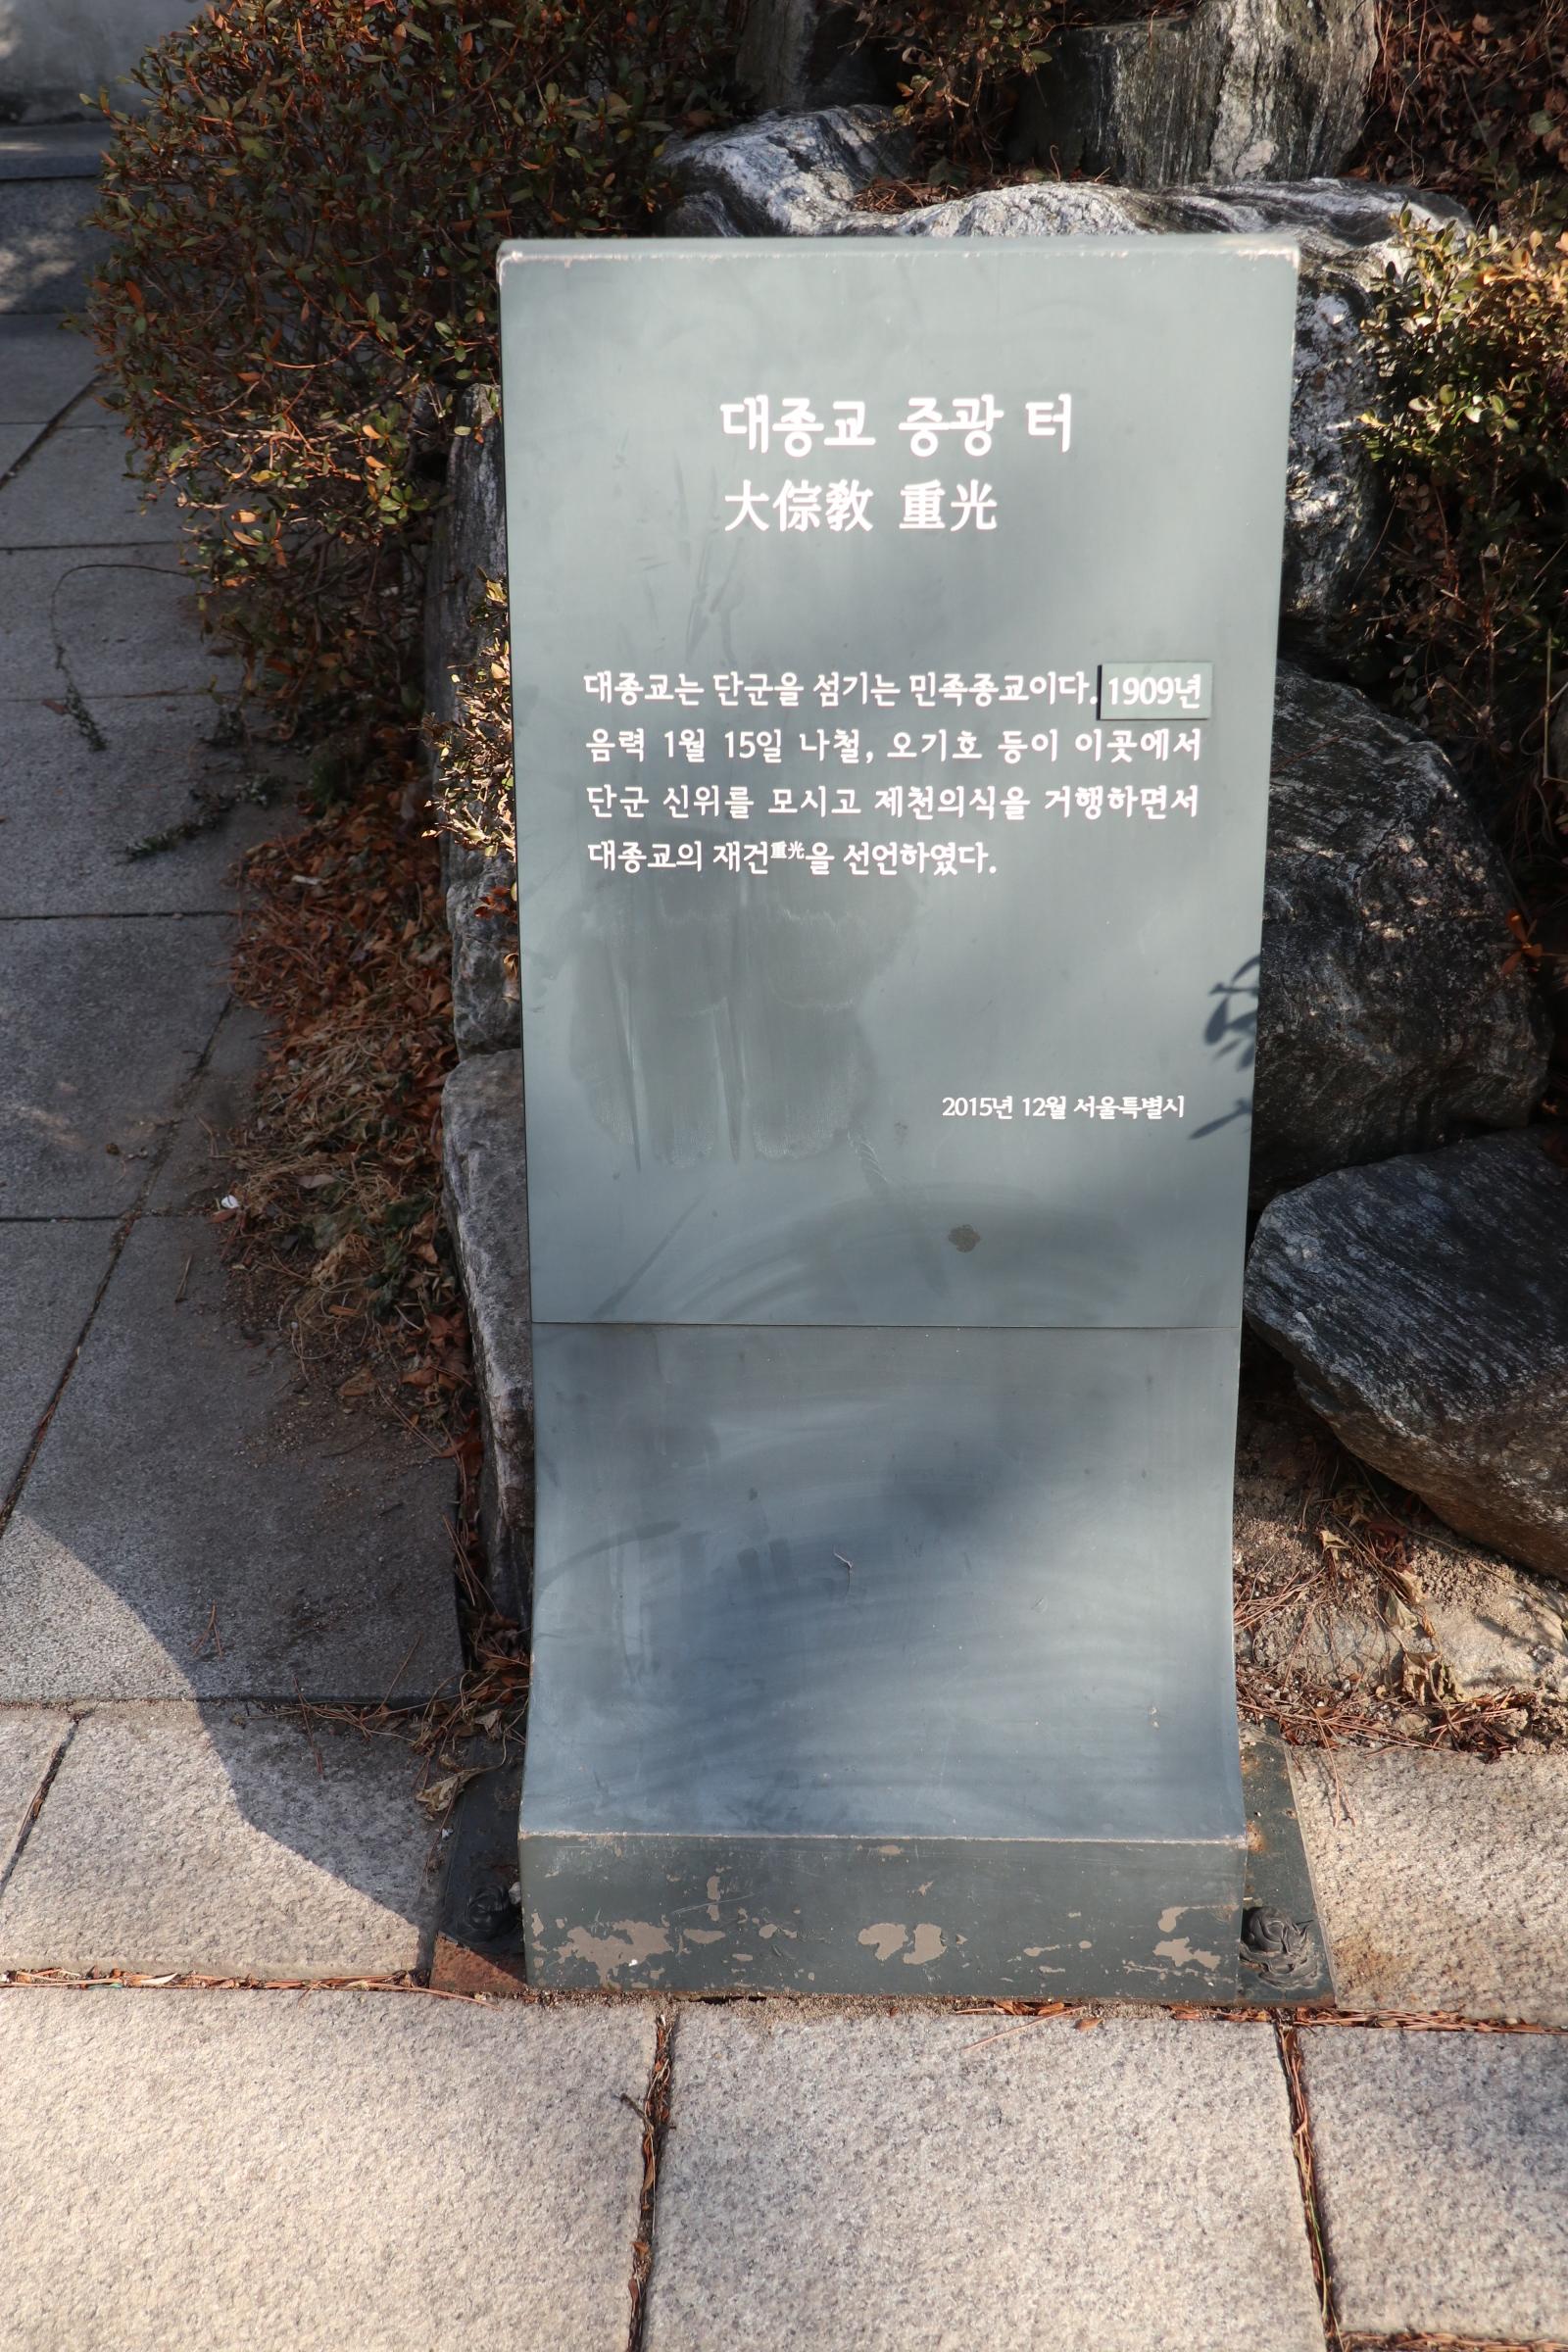 대종교 중광 터
大倧敎 重光
대종교는 단군을 섬기는 민족종교이다. 1909년
음력 1월 15일 나철, 오기호 등이 이곳에서
단군 신위를 모시고 제천의식을 거행하면서
대종교의 재건重光을 선언하였다.
2015년 12월 서울특별시